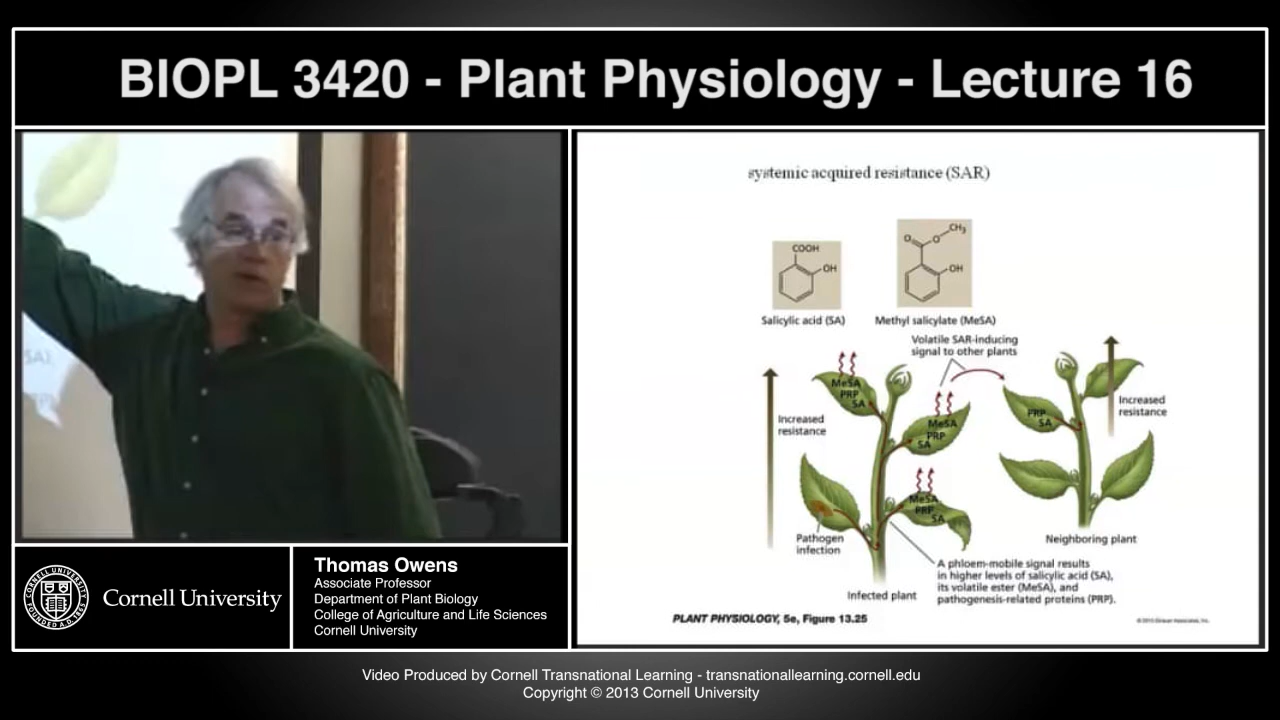 BIOPL 3420 - Plant Physiology - Lecture 16
SA)
systemic acquired resistance (SAR)
COOH
OH
Salicylic acid (SA)
O
O
CH3
OH
Methyl salicylate (MeSA)
Volatile SAR-inducing
signal to other plants
Increased
resistance
MeSA
PRP
SA
MeSA
PRP
SA
MeSA
PRP
SA
PRP
SA
Increased
resistance
Pathogen
infection
Infected plant
Neighboring plant
A phloem-mobile signal results
in higher levels of salicylic acid (SA),
its volatile ester (MeSA), and
pathogenesis-related proteins (PRP).
PLANT PHYSIOLOGY, 5e, Figure 13.25
Cornell University
Thomas Owens
Associate Professor
Department of Plant Biology
College of Agriculture and Life Sciences
Cornell University
Video Produced by Cornell Transnational Learning - transnationallearning.cornell.edu
Copyright © 2013 Cornell University